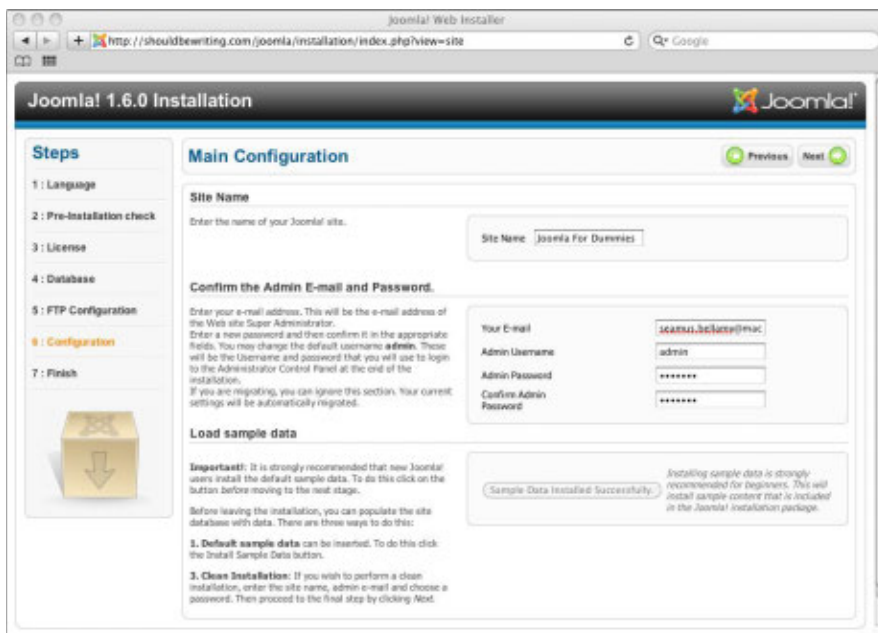 Joomla! Web Installer
http://shouldbewriting.com/joomla/installation/index.php?view=site
Google
Joomla! 1.6.0 Installation
Joomla!
Steps
1 : Language
2 : Pre-Installation check
3 : License
4 : Database
5 : FTP Configuration
6 : Configuration
7 : Finish
Main Configuration
Previous
Next
Site Name
Enter the name of your Joomla! site.
Site Name
Joomla For Dummies
Confirm the Admin E-mail and Password.
Enter your e-mail address. This will be the e-mail address of
the Web site Super Administrator.
Enter a new password and then confirm it in the appropriate
fields. You may change the default username admin. These
will be the Username and password that you will use to login
to the Administrator Control Panel at the end of the
installation.
If you are migrating, you can ignore this section. Your current
settings will be automatically migrated.
Your E-mail
seamus.bellamy@mac
Admin Username
admin
Admin Password
•••••••
Confirm Admin
Password
•••••••
Load sample data
Important!: It is strongly recommended that new Joomla!
users install the default sample data. To do this click on the
button before moving to the next stage.
Before leaving the installation, you can populate the site
database with data. There are three ways to do this:
1. Default sample data can be inserted. To do this click
the Install Sample Data button.
3. Clean Installation: If you wish to perform a clean
installation, enter the site name, admin e-mail and choose a
password. Then proceed to the final step by clicking Next
Sample Data Installed Successfully.
Installing sample data is strongly
recommended for beginners. This will
install sample content that is included
in the Joomla! installation package.